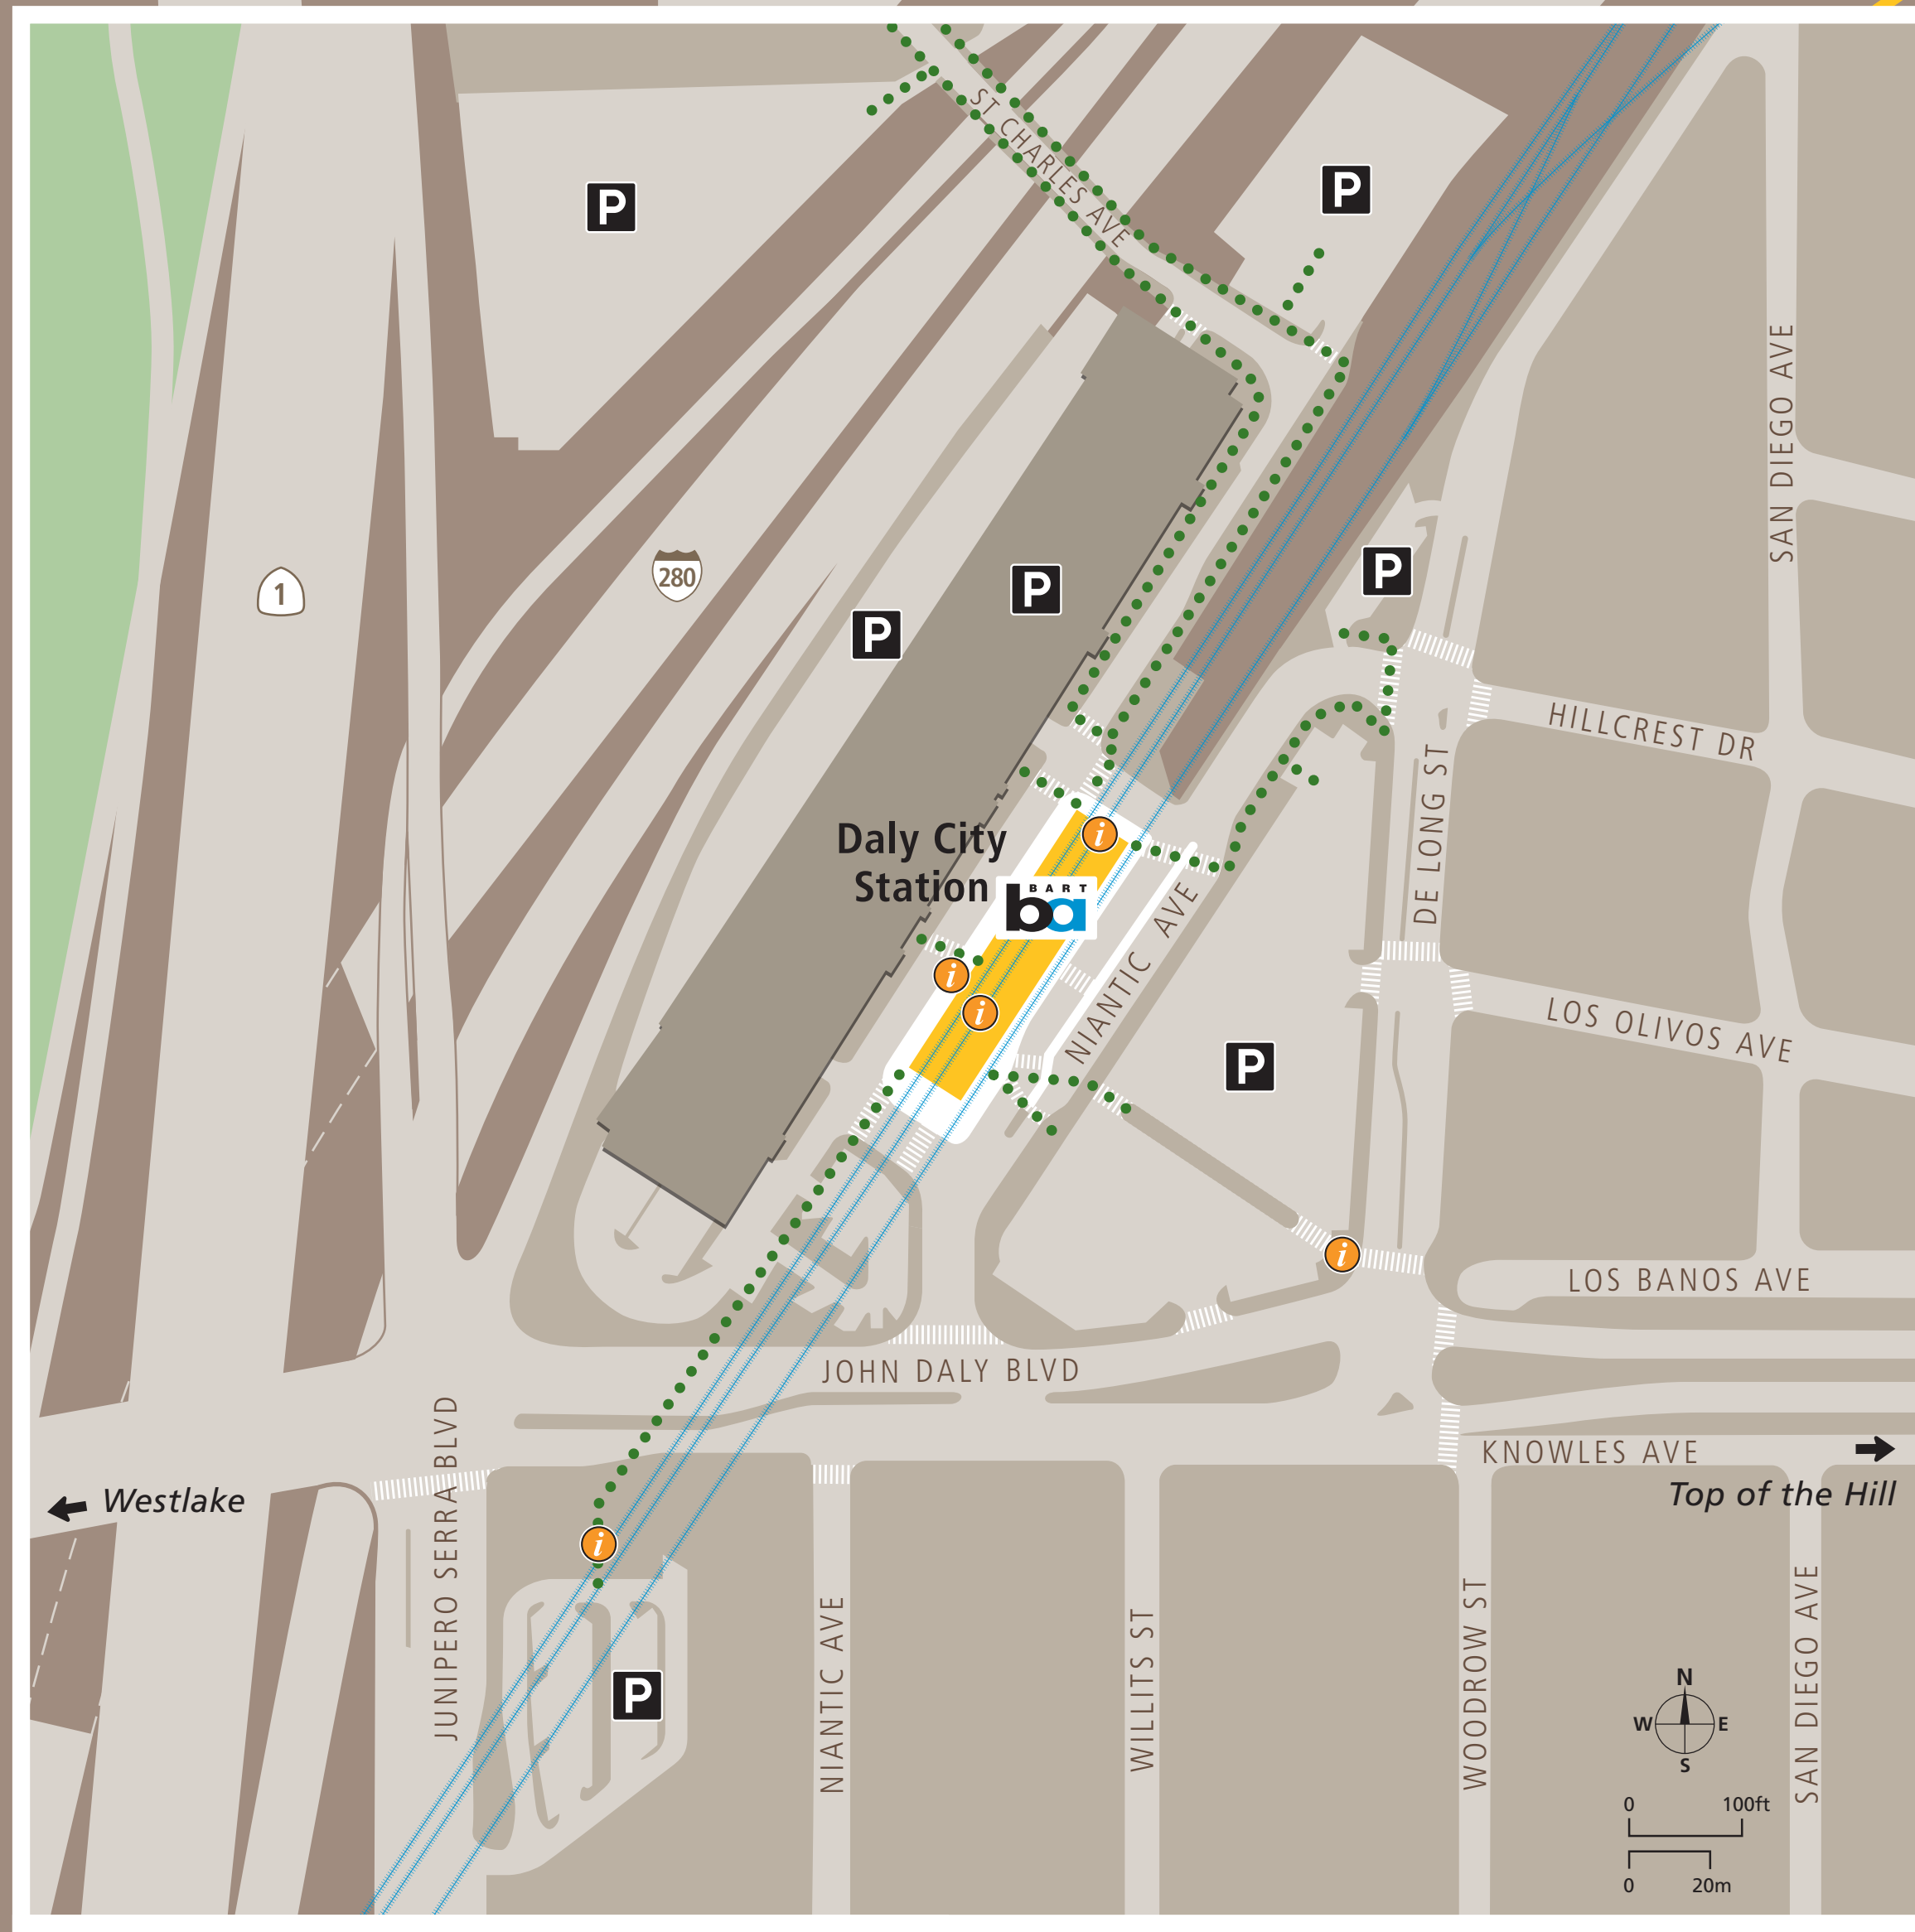 ST CHARLES AVE
P
P
SAN DIEGO AVE
1
280
P
P
P
HILLCREST DR
DE LONG ST
Daly City
Station
i
BART
ba
NIANTIC AVE
i
i
LOS OLIVOS AVE
P
i
LOS BANOS AVE
JOHN DALY BLVD
KNOWLES AVE
Westlake
Top of the Hill
JUNIPERO SERRA BLVD
i
P
NIANTIC AVE
WILLITS ST
WOODROW ST
SAN DIEGO AVE
N
W E
S
0 100ft
0 20m